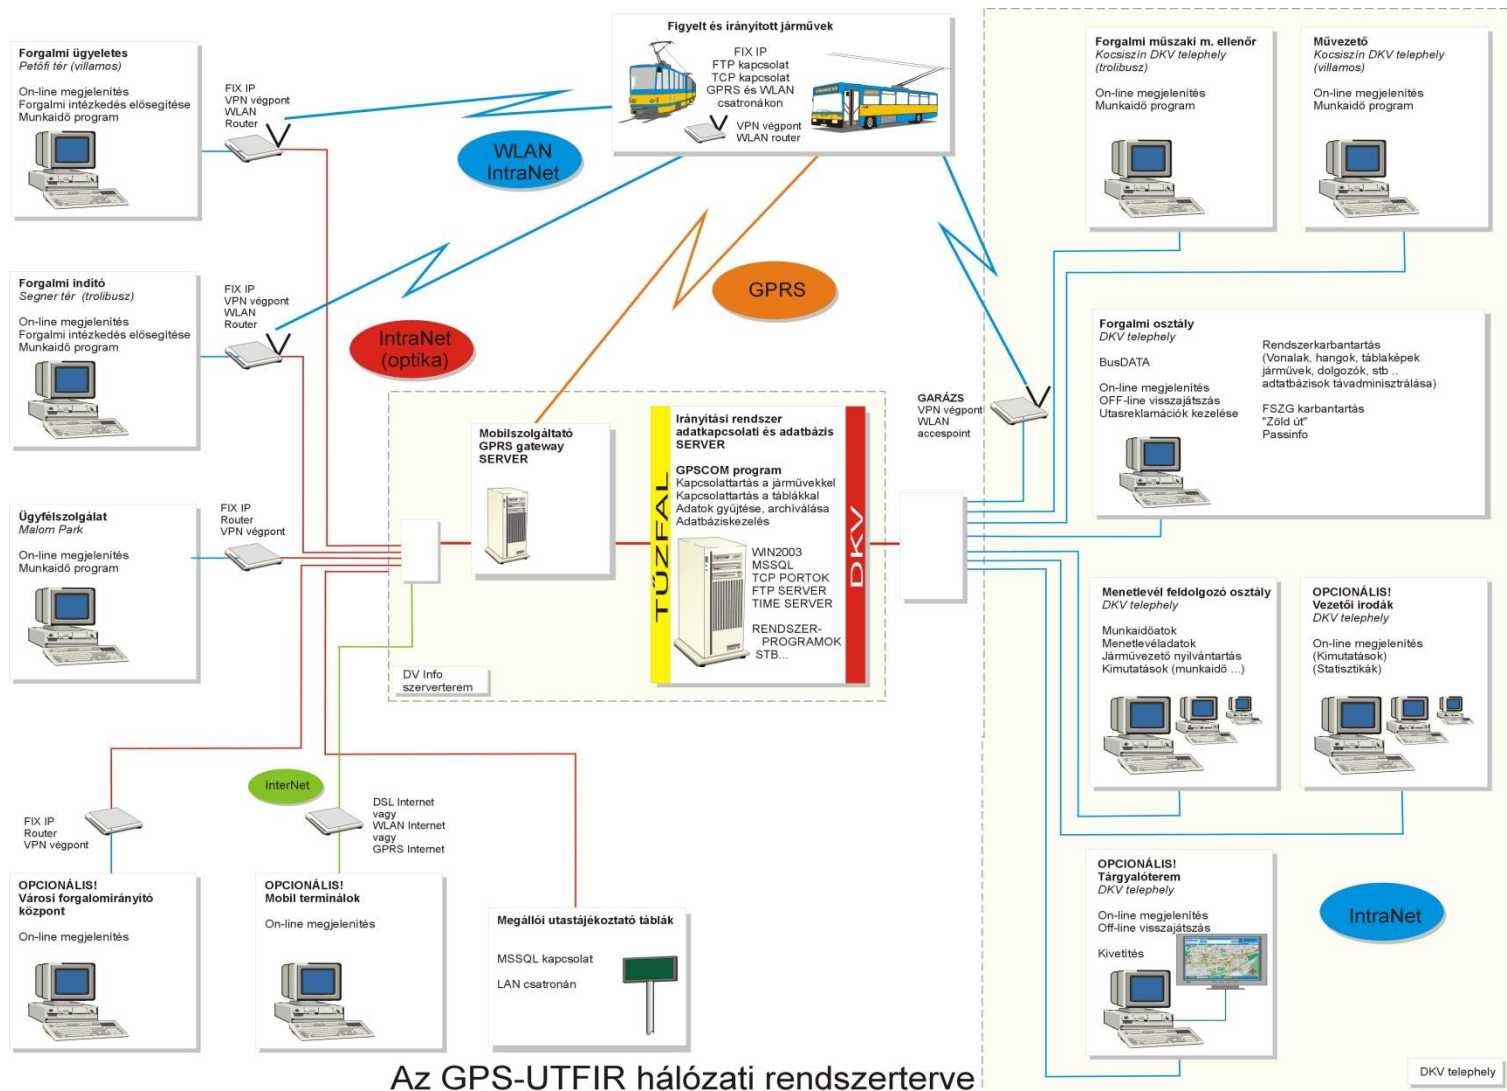 Forgalmi ügyeletes
Petőfi tér (villamos)
On-line megjelenítés
Forgalmi intézkedés elősegítése
Munkaidő program
FIX IP
VPN végpont
WLAN
Router
WLAN
IntraNet
Figyelt és irányított járművek
FIX IP
FTP kapcsolat
TCP kapcsolat
GPRS és WLAN
csatronákon
VPN végpont
WLAN router
Forgalmi műszaki m. ellenőr
Kocsiszín DKV telephely
(trolibusz)
On-line megjelenítés
Munkaidő program
Művezető
Kocsiszín DKV telephely
(villamos)
On-line megjelenítés
Munkaidő program
Forgalmi indító
Segner tér (trolibusz)
On-line megjelenítés
Forgalmi intézkedés elősegítése
Munkaidő program
FIX IP
VPN végpont
WLAN
Router
IntraNet
(optika)
GPRS
Forgalmi osztály
DKV telephely
BusDATA
On-line megjelenítés
OFF-line visszajátszás
Utasreklamációk kezelése
Rendszerkarbantartás
(Vonalak, hangok, táblaképek
járművek, dolgozók, stb ..
adtatbázisok távadminisztrálása)
FSZG karbantartás
"Zöld út"
Passinfo
GARÁZS
VPN végpont
WLAN
accespoint
Mobilszolgáltató
GPRS gateway
SERVER
TŰZFAL
Irányítási rendszer
adatkapcsolati és adatbázis
SERVER
GPSCOM program
Kapcsolattartás a járművekkel
Kapcsolattartás a táblákkal
Adatok gyűjtése, archíválása
Adatbáziskezelés
WIN2003
MSSQL
TCP PORTOK
FTP SERVER
TIME SERVER
RENDSZER-
PROGRAMOK
STB...
DKV
DV Info
szerverterem
Ügyfélszolgálat
Malom Park
On-line megjelenítés
Munkaidő program
FIX IP
Router
VPN végpont
Menetlevél feldolgozó osztály
DKV telephely
Munkaidőatok
Menetlevéladatok
Járművezető nyilvántartás
Kimutatások (munkaidő ...)
OPCIONÁLIS!
Vezetői irodák
DKV telephely
On-line megjelenítés
(Kimutatások)
(Statisztikák)
InterNet
FIX IP
Router
VPN végpont
DSL Internet
vagy
WLAN Internet
vagy
GPRS Internet
OPCIONÁLIS!
Városi forgalomirányító
központ
On-line megjelenítés
OPCIONÁLIS!
Mobil terminálok
On-line megjelenítés
Megállói utastájékoztató táblák
MSSQL kapcsolat
LAN csatronán
OPCIONÁLIS!
Tárgyalóterem
DKV telephely
On-line megjelenítés
Off-line visszajátszás
Kivetítés
IntraNet
DKV telephely
Az GPS-UTFIR hálózati rendszerterve